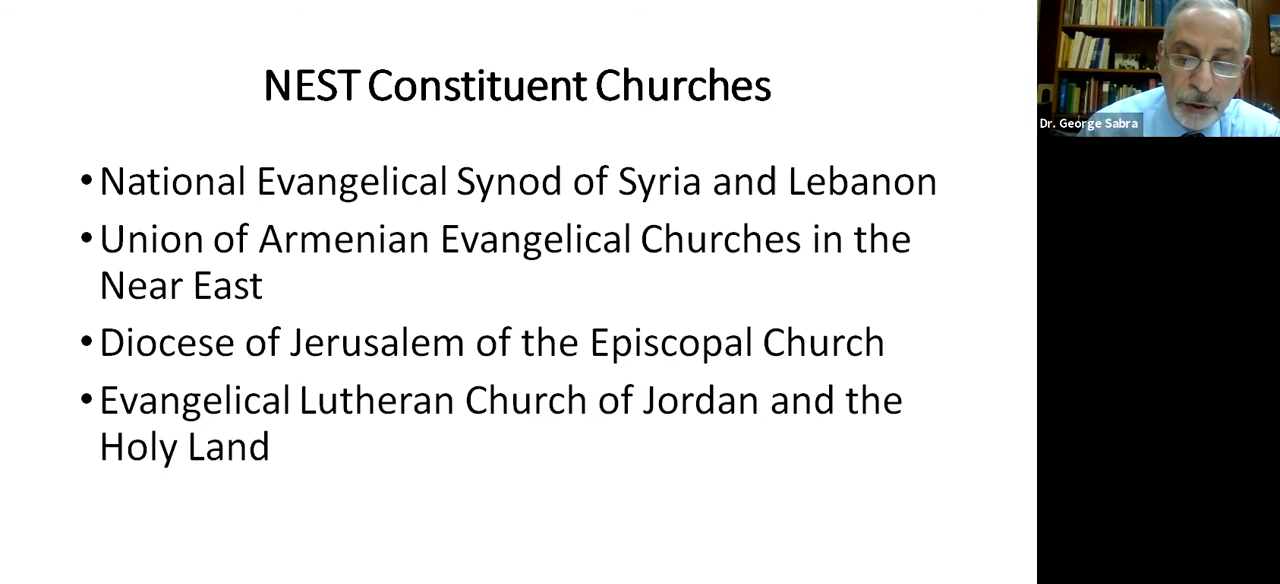 NEST Constituent Churches
• National Evangelical Synod of Syria and Lebanon
• Union of Armenian Evangelical Churches in the
Near East
• Diocese of Jerusalem of the Episcopal Church
• Evangelical Lutheran Church of Jordan and the
Holy Land
Dr. George Sabra